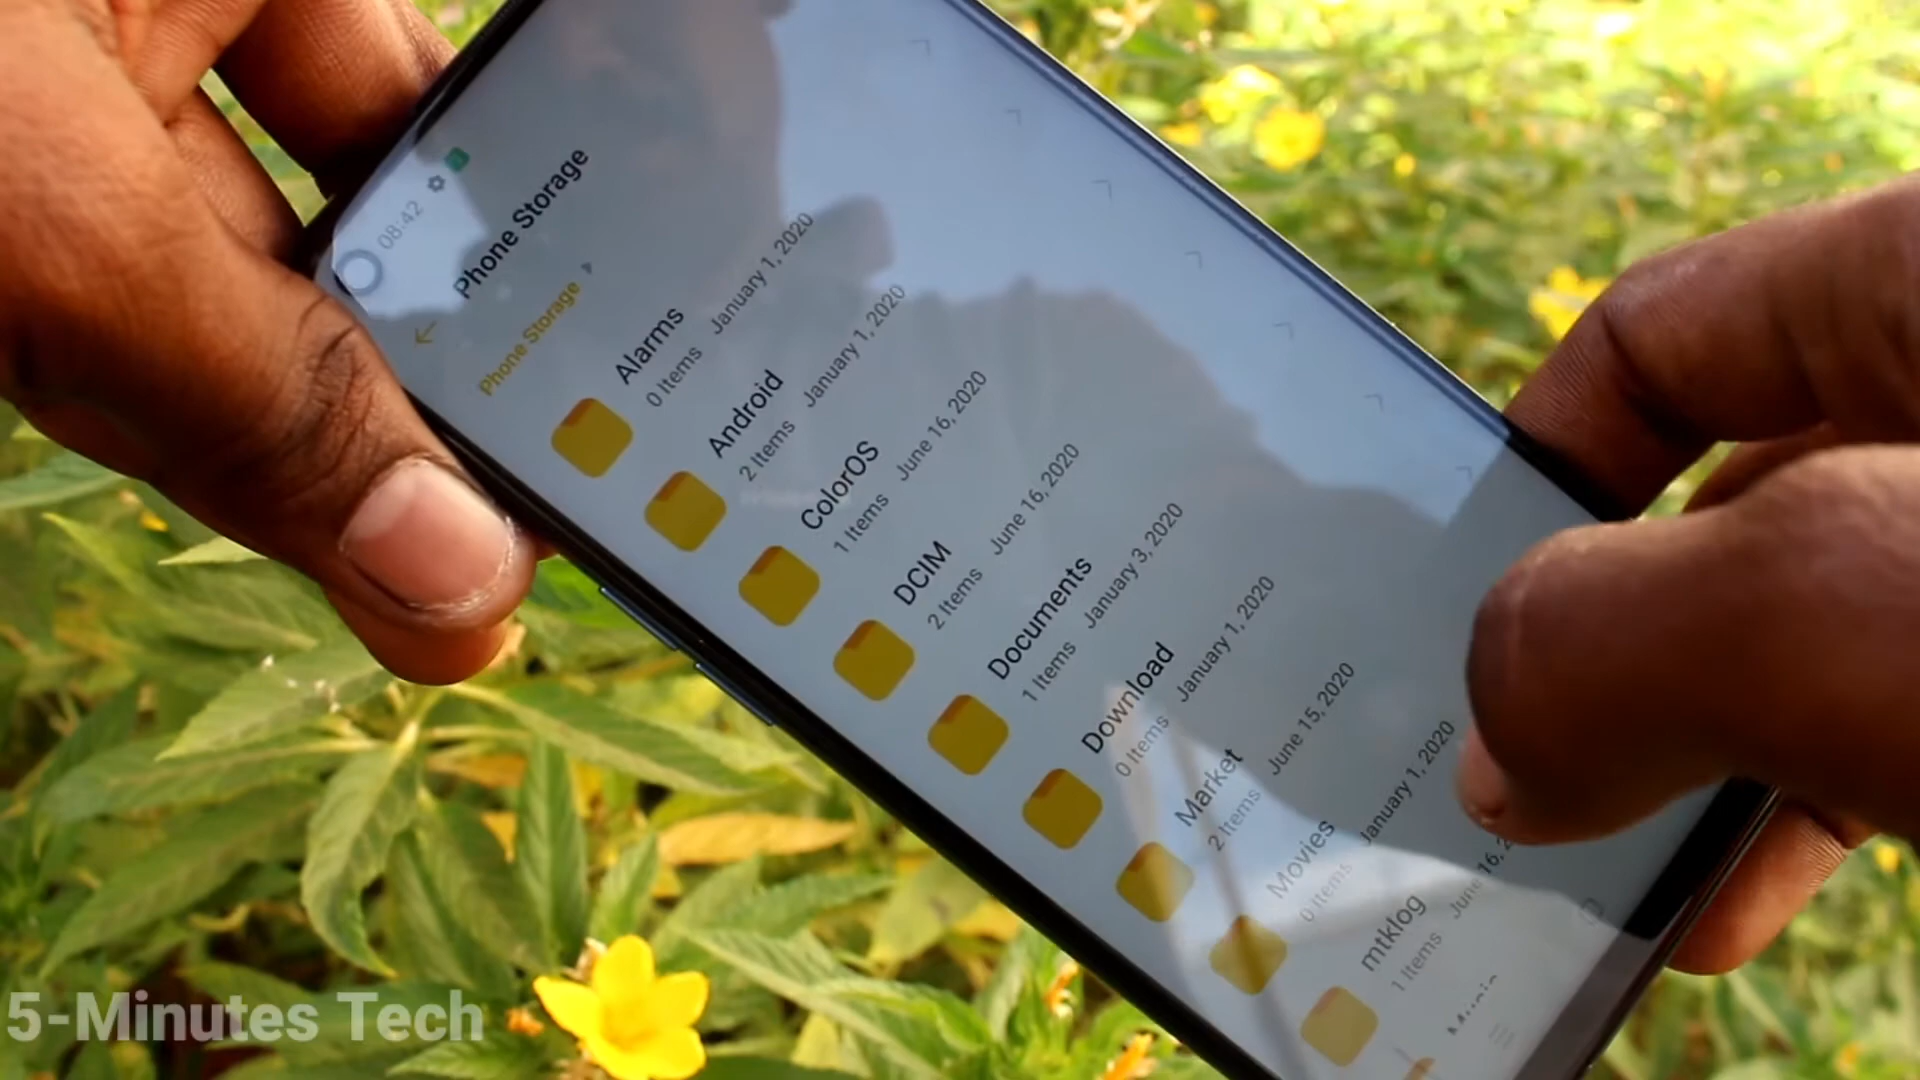 08:42
Phone Storage
Phone Storage
Alarms
0 Items January 1, 2020
Android
2 Items January 1, 2020
ColorOS
1 Items June 16, 2020
DCIM
2 Items June 16, 2020
Documents
1 Items January 3, 2020
Download
0 Items January 1, 2020
Market
2 Items June 15, 2020
Movies
0 Items January 1, 2020
mtklog
1 Items June 16,
5-Minutes Tech